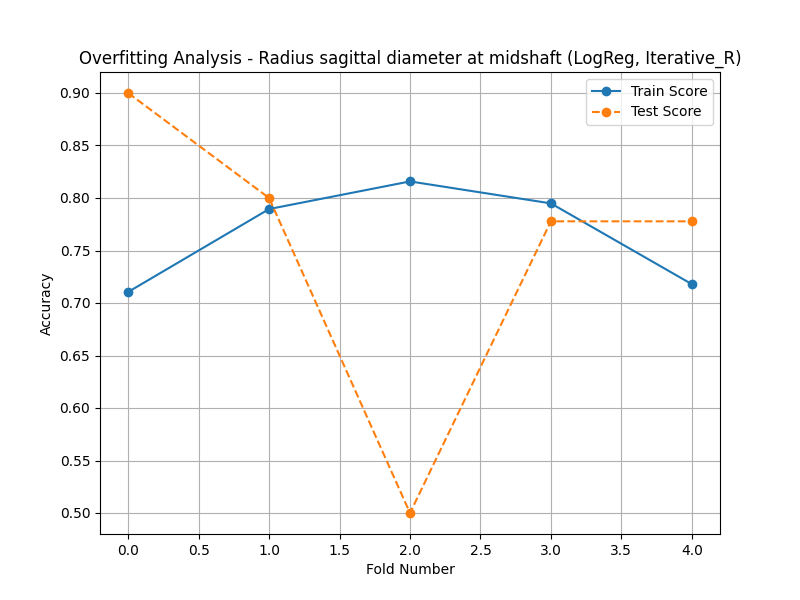 Overfitting Analysis - Radius sagittal diameter at midshaft (LogReg, Iterative_R)
Train Score
Test Score
Accuracy
0.90
0.85
0.80
0.75
0.70
0.65
0.60
0.55
0.50
0.0 0.5 1.0 1.5 2.0 2.5 3.0 3.5 4.0
Fold Number